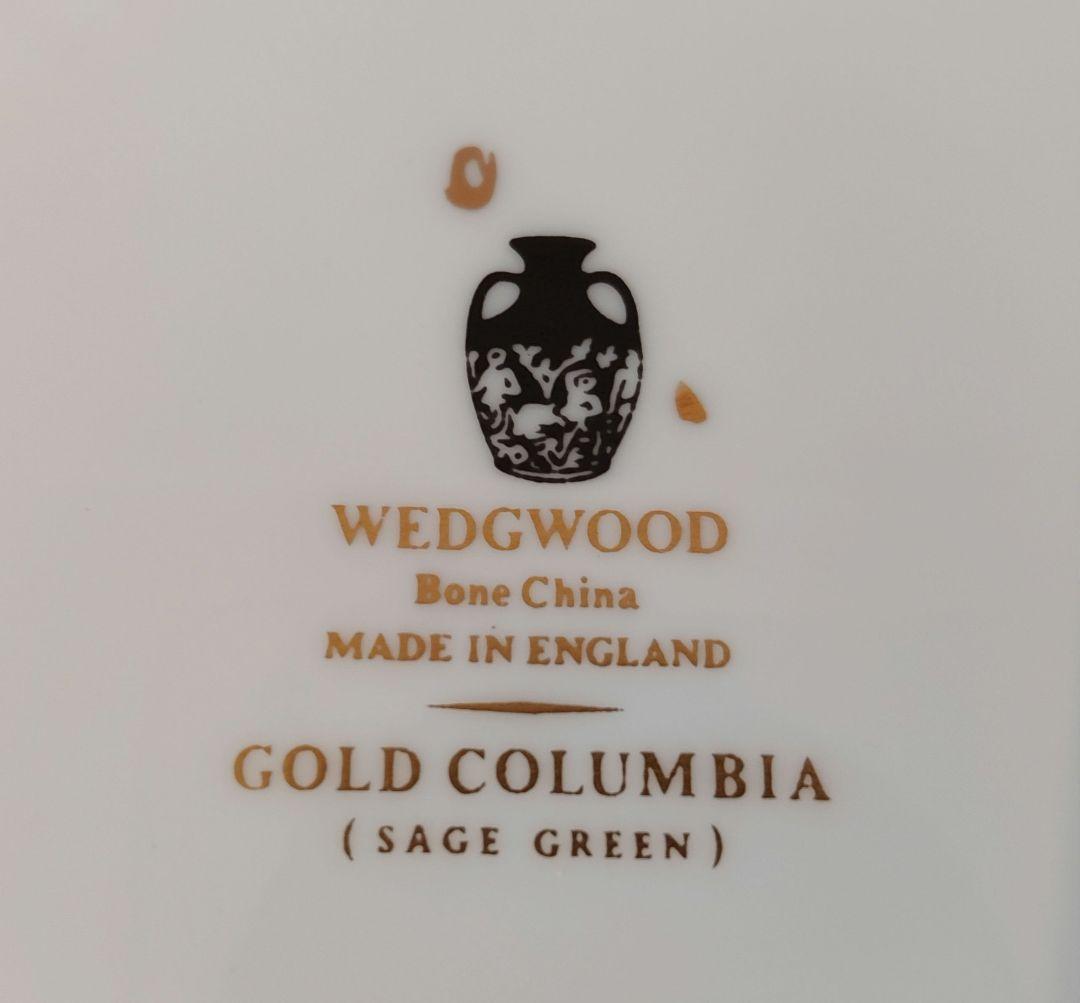 WEDGWOOD
Bone China
MADE IN ENGLAND
GOLD COLUMBIA
( SAGE GREEN )